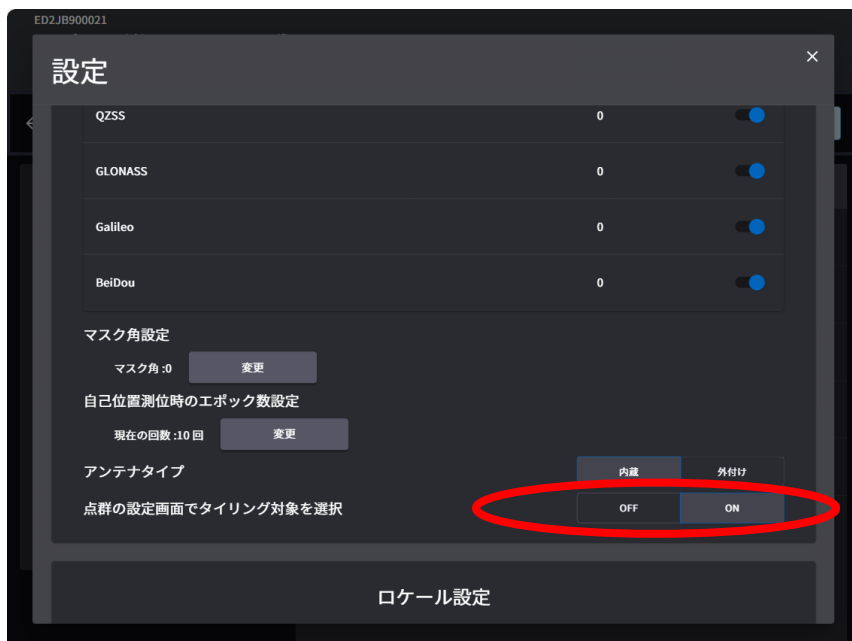 ED2JB900021
設定
QZSS 0
GLONASS 0
Galileo 0
BeiDou 0
マスク角設定
マスク角 :0 変更
自己位置測位時のエポック数設定
現在の回数 :10 回 変更
アンテナタイプ 内蔵 外付け
点群の設定画面でタイリング対象を選択 OFF ON
ロケール設定